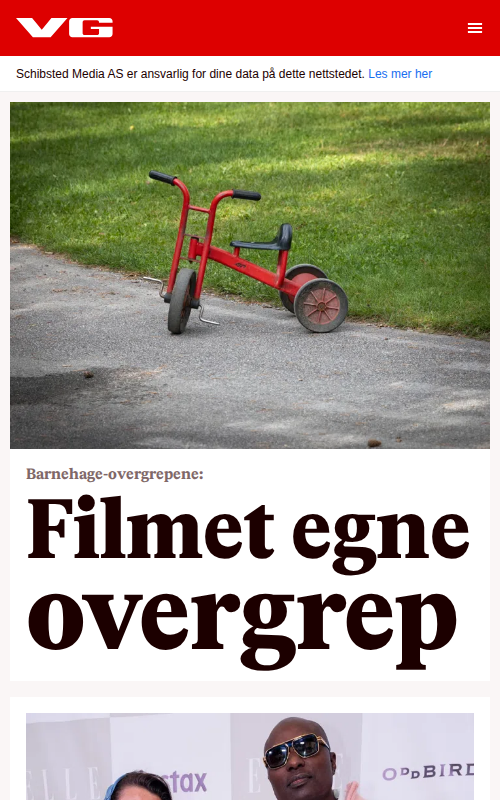 VG
Schibsted Media AS er ansvarlig for dine data på dette nettstedet. Les mer her
Barnehage-overgrepene:
Filmet egne
overgrep
ELLE
stax
ODDBIRD